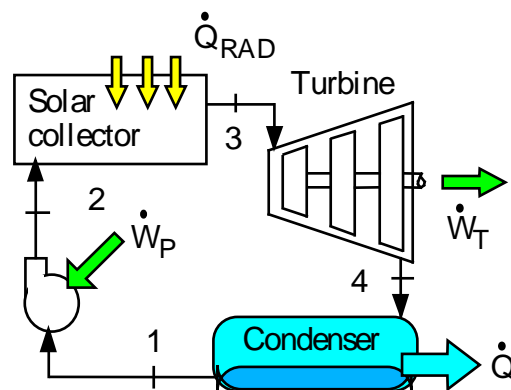 Q̇RAD
Turbine
Solar
collector
3
2
ẆP
ẆT
4
1
Condenser
Q̇